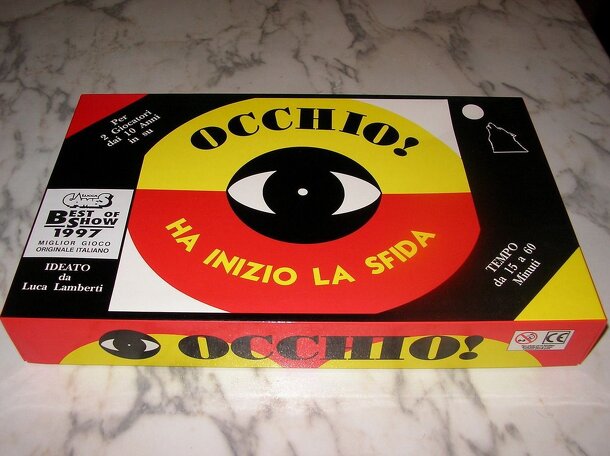 Per
2 Giocatori
dai 10 Anni
in su
OCCHIO!
HA INIZIO LA SFIDA
LUCCA
GAMES
BEST OF
SHOW
1997
MIGLIOR GIOCO
ORIGINALE ITALIANO
IDEATO
da
Luca Lamberti
TEMPO
da 15 a 60
Minuti
OCCHIO!
CE